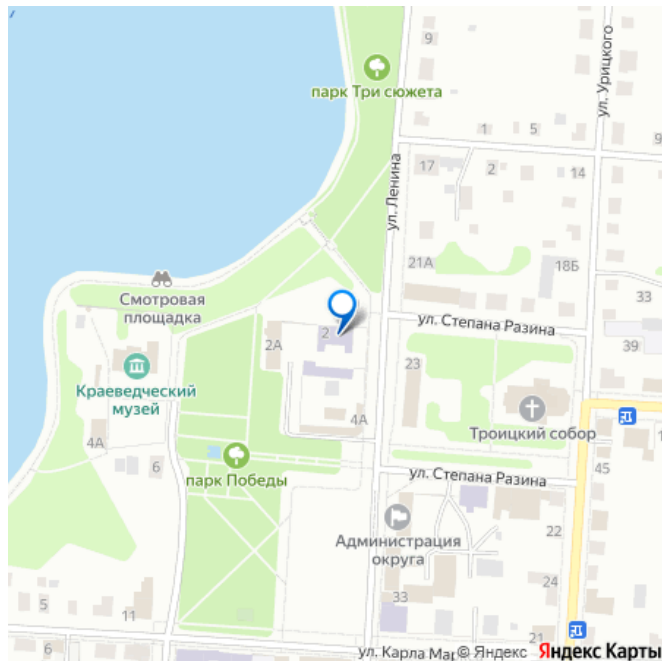 9
парк Три сюжета
ул. Урицкого
1
5
9
17
2
14
ул. Ленина
21А
18Б
Смотровая
площадка
33
ул. Степана Разина
2
2А
23
39
Краеведческий
музей
4А
Троицкий собор
4А
6
парк Победы
45
ул. Степана Разина
Администрация
округа
22
24
33
5
11
21
ул. Карла Мар
© Яндекс
Яндекс Карты